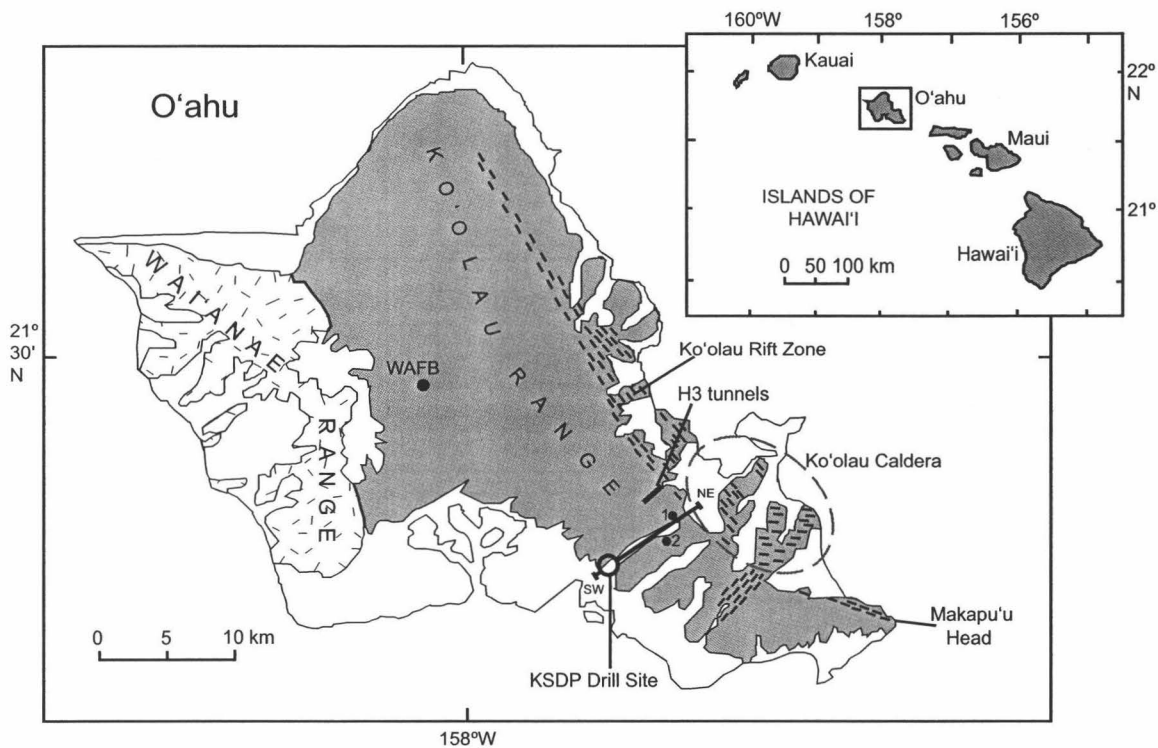 O‘ahu
160ºW
158º
156º
Kauai
22º
N
O‘ahu
Maui
ISLANDS OF
HAWAI‘I
21º
Hawai‘i
0 50 100 km
KO‘OLAU RANGE
WAI‘ANAE
RANGE
21º
30'
N
WAFB
Ko‘olau Rift Zone
H3 tunnels
Ko‘olau Caldera
NE
1
2
SW
Makapu‘u
Head
0 5 10 km
KSDP Drill Site
158ºW